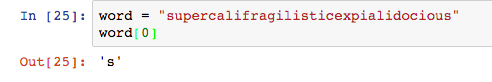 In [25]: word = "supercalifragilisticexpialidocious"
word[0]
Out[25]: 's'